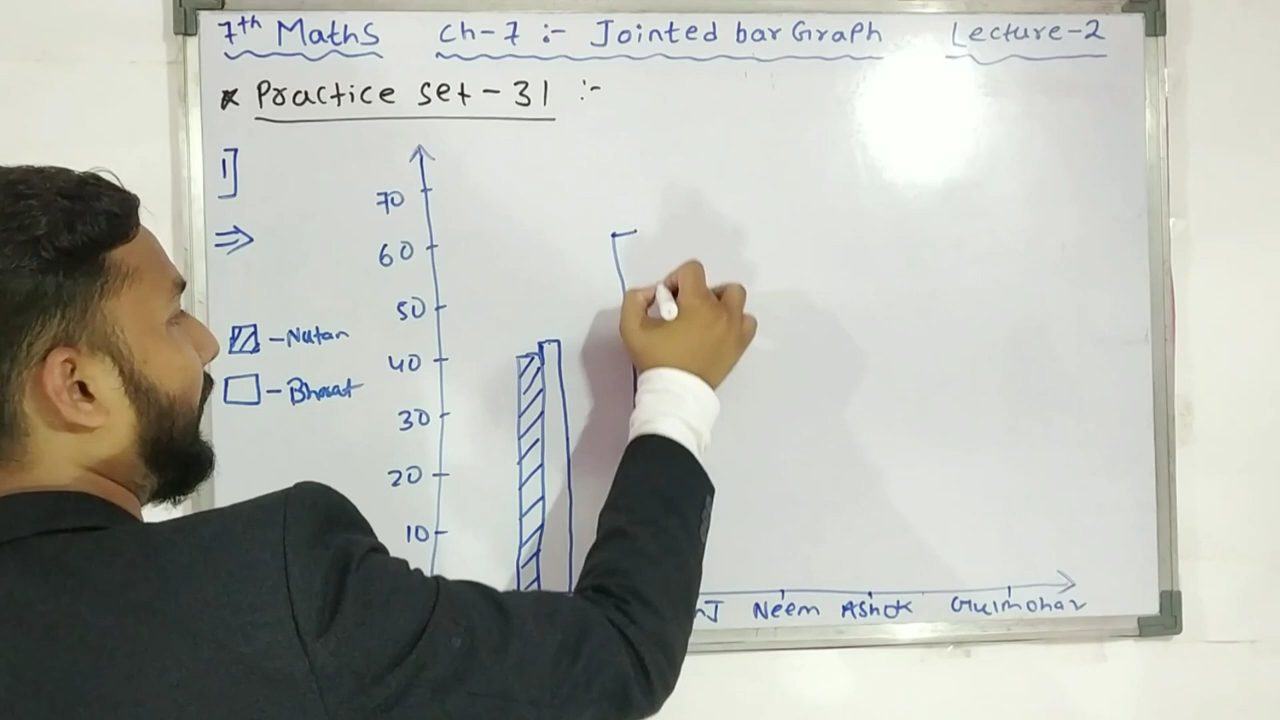 7th Maths Ch-7 :- Jointed bar Graph Lecture-2
* Practice set-31 :-
1]
⇒
70
60
50
40
30
20
10
- Nutan
- Bharat
Neem Ashok Gulmohar